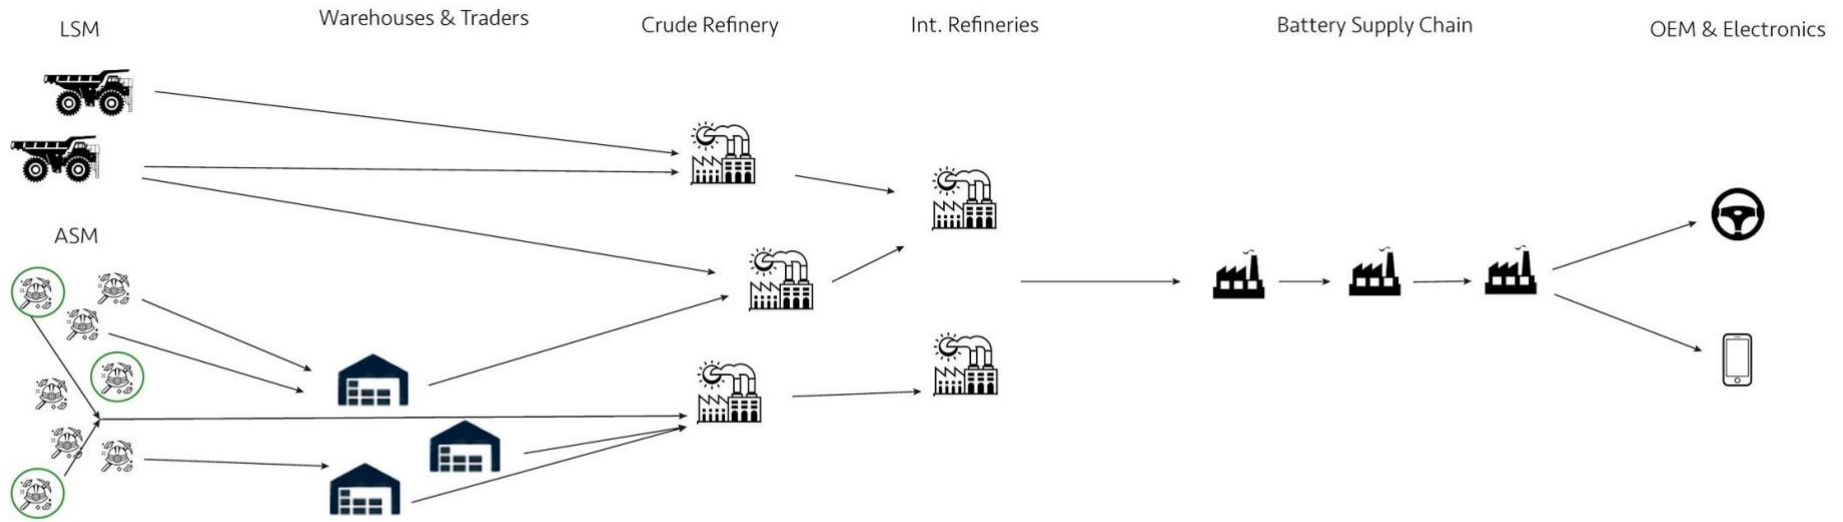 LSM
Warehouses & Traders
Crude Refinery
Int. Refineries
Battery Supply Chain
OEM & Electronics
ASM